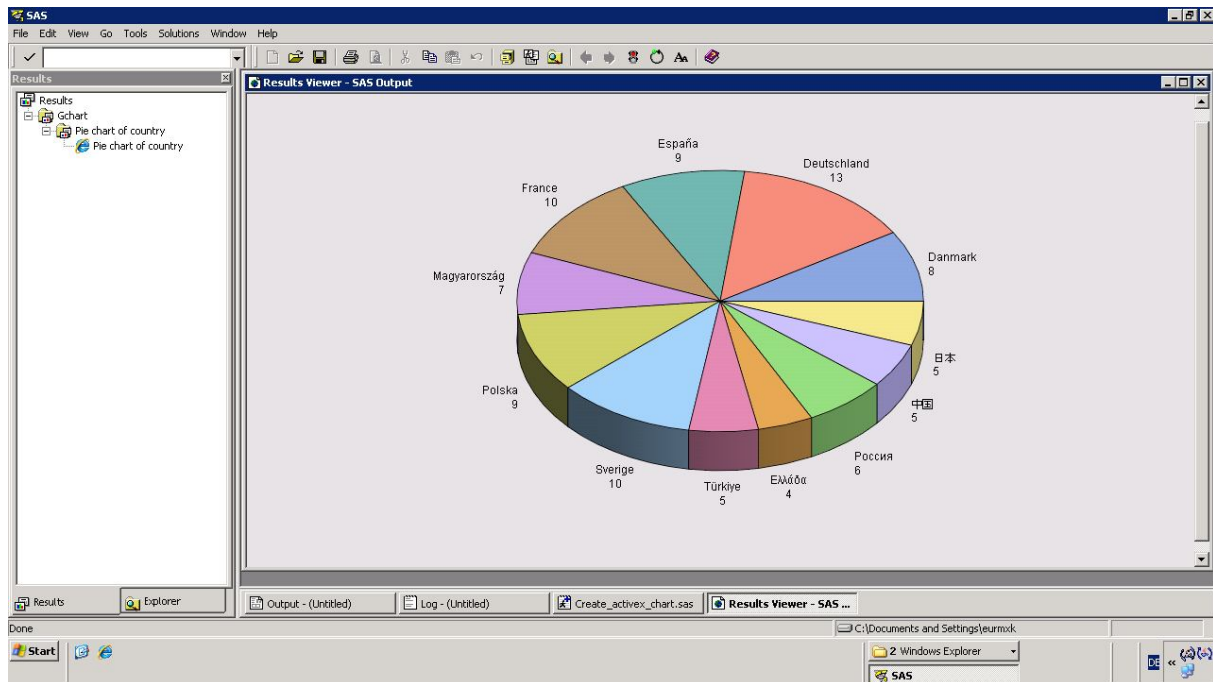 SAS
File Edit View Go Tools Solutions Window Help
Results
Results
Gchart
Pie chart of country
Pie chart of country
Results Viewer - SAS Output
España
9
Deutschland
13
France
10
Danmark
8
Magyarország
7
日本
5
Polska
9
中国
5
Россия
6
Sverige
10
Türkiye
5
Ελλάδα
4
Results
Explorer
Output - (Untitled)
Log - (Untitled)
Create_activex_chart.sas
Results Viewer - SAS ...
Done
C:\Documents and Settings\eurmxk
Start
2 Windows Explorer
SAS
DE